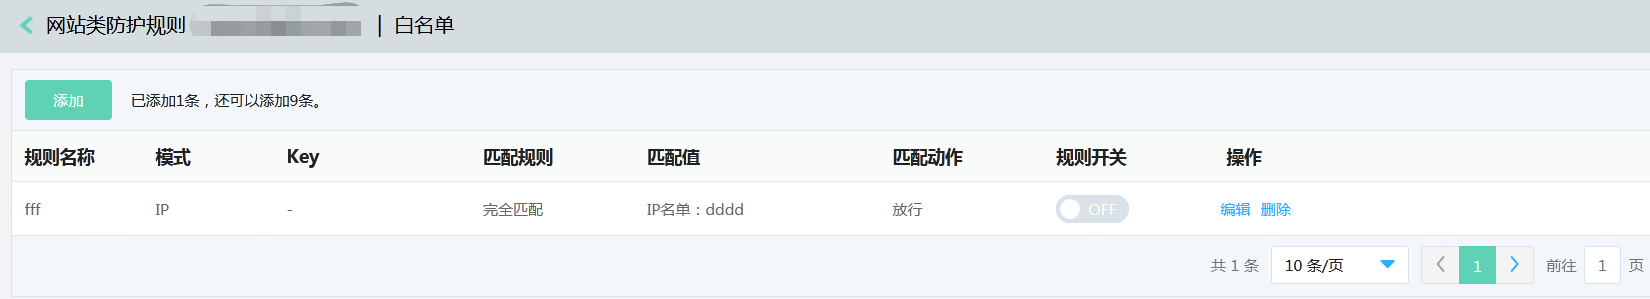 网站类防护规则 | 白名单
添加 已添加1条，还可以添加9条。
规则名称 模式 Key 匹配规则 匹配值 匹配动作 规则开关 操作
fff IP - 完全匹配 IP名单：dddd 放行 OFF 编辑 删除
共 1 条 10 条/页 1 前往 1 页